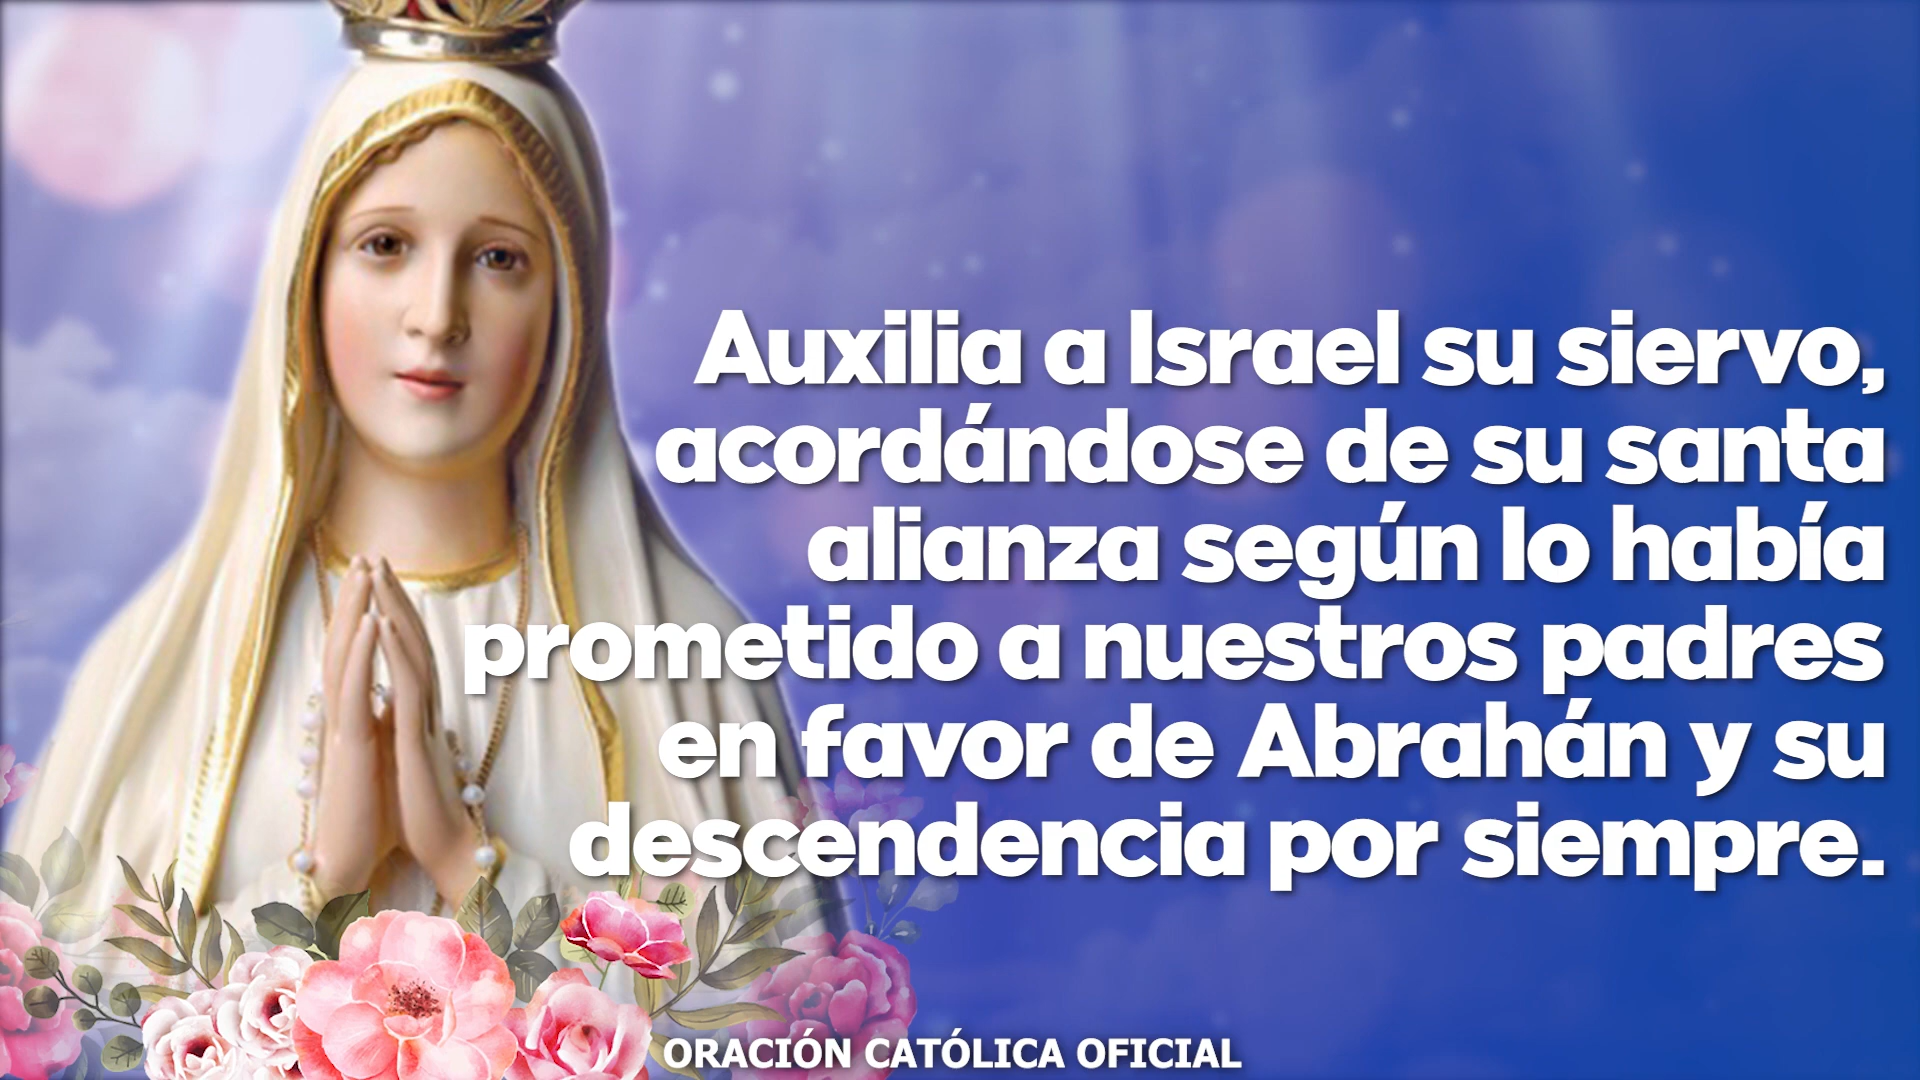 Auxilia a Israel su siervo,
acordándose de su santa
alianza según lo había
prometido a nuestros padres
en favor de Abrahán y su
descendencia por siempre.
ORACIÓN CATÓLICA OFICIAL